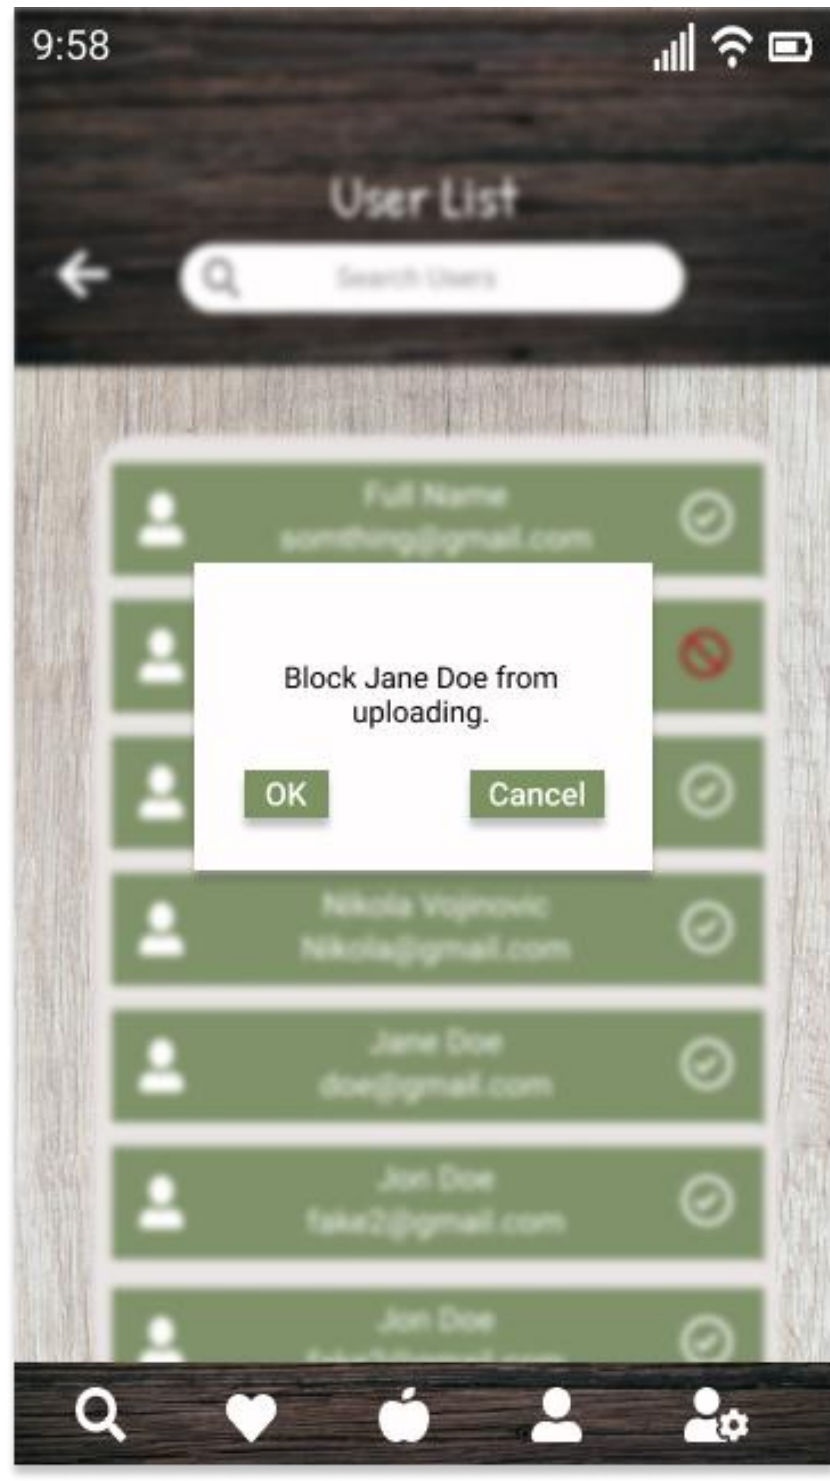 9:58
User List
Search Users
Full Name
somthing@gmail.com
Block Jane Doe from
uploading.
OK
Cancel
Nikola Vojinovic
Nikola@gmail.com
Jane Doe
doe@gmail.com
Jon Doe
fake2@gmail.com
Jon Doe